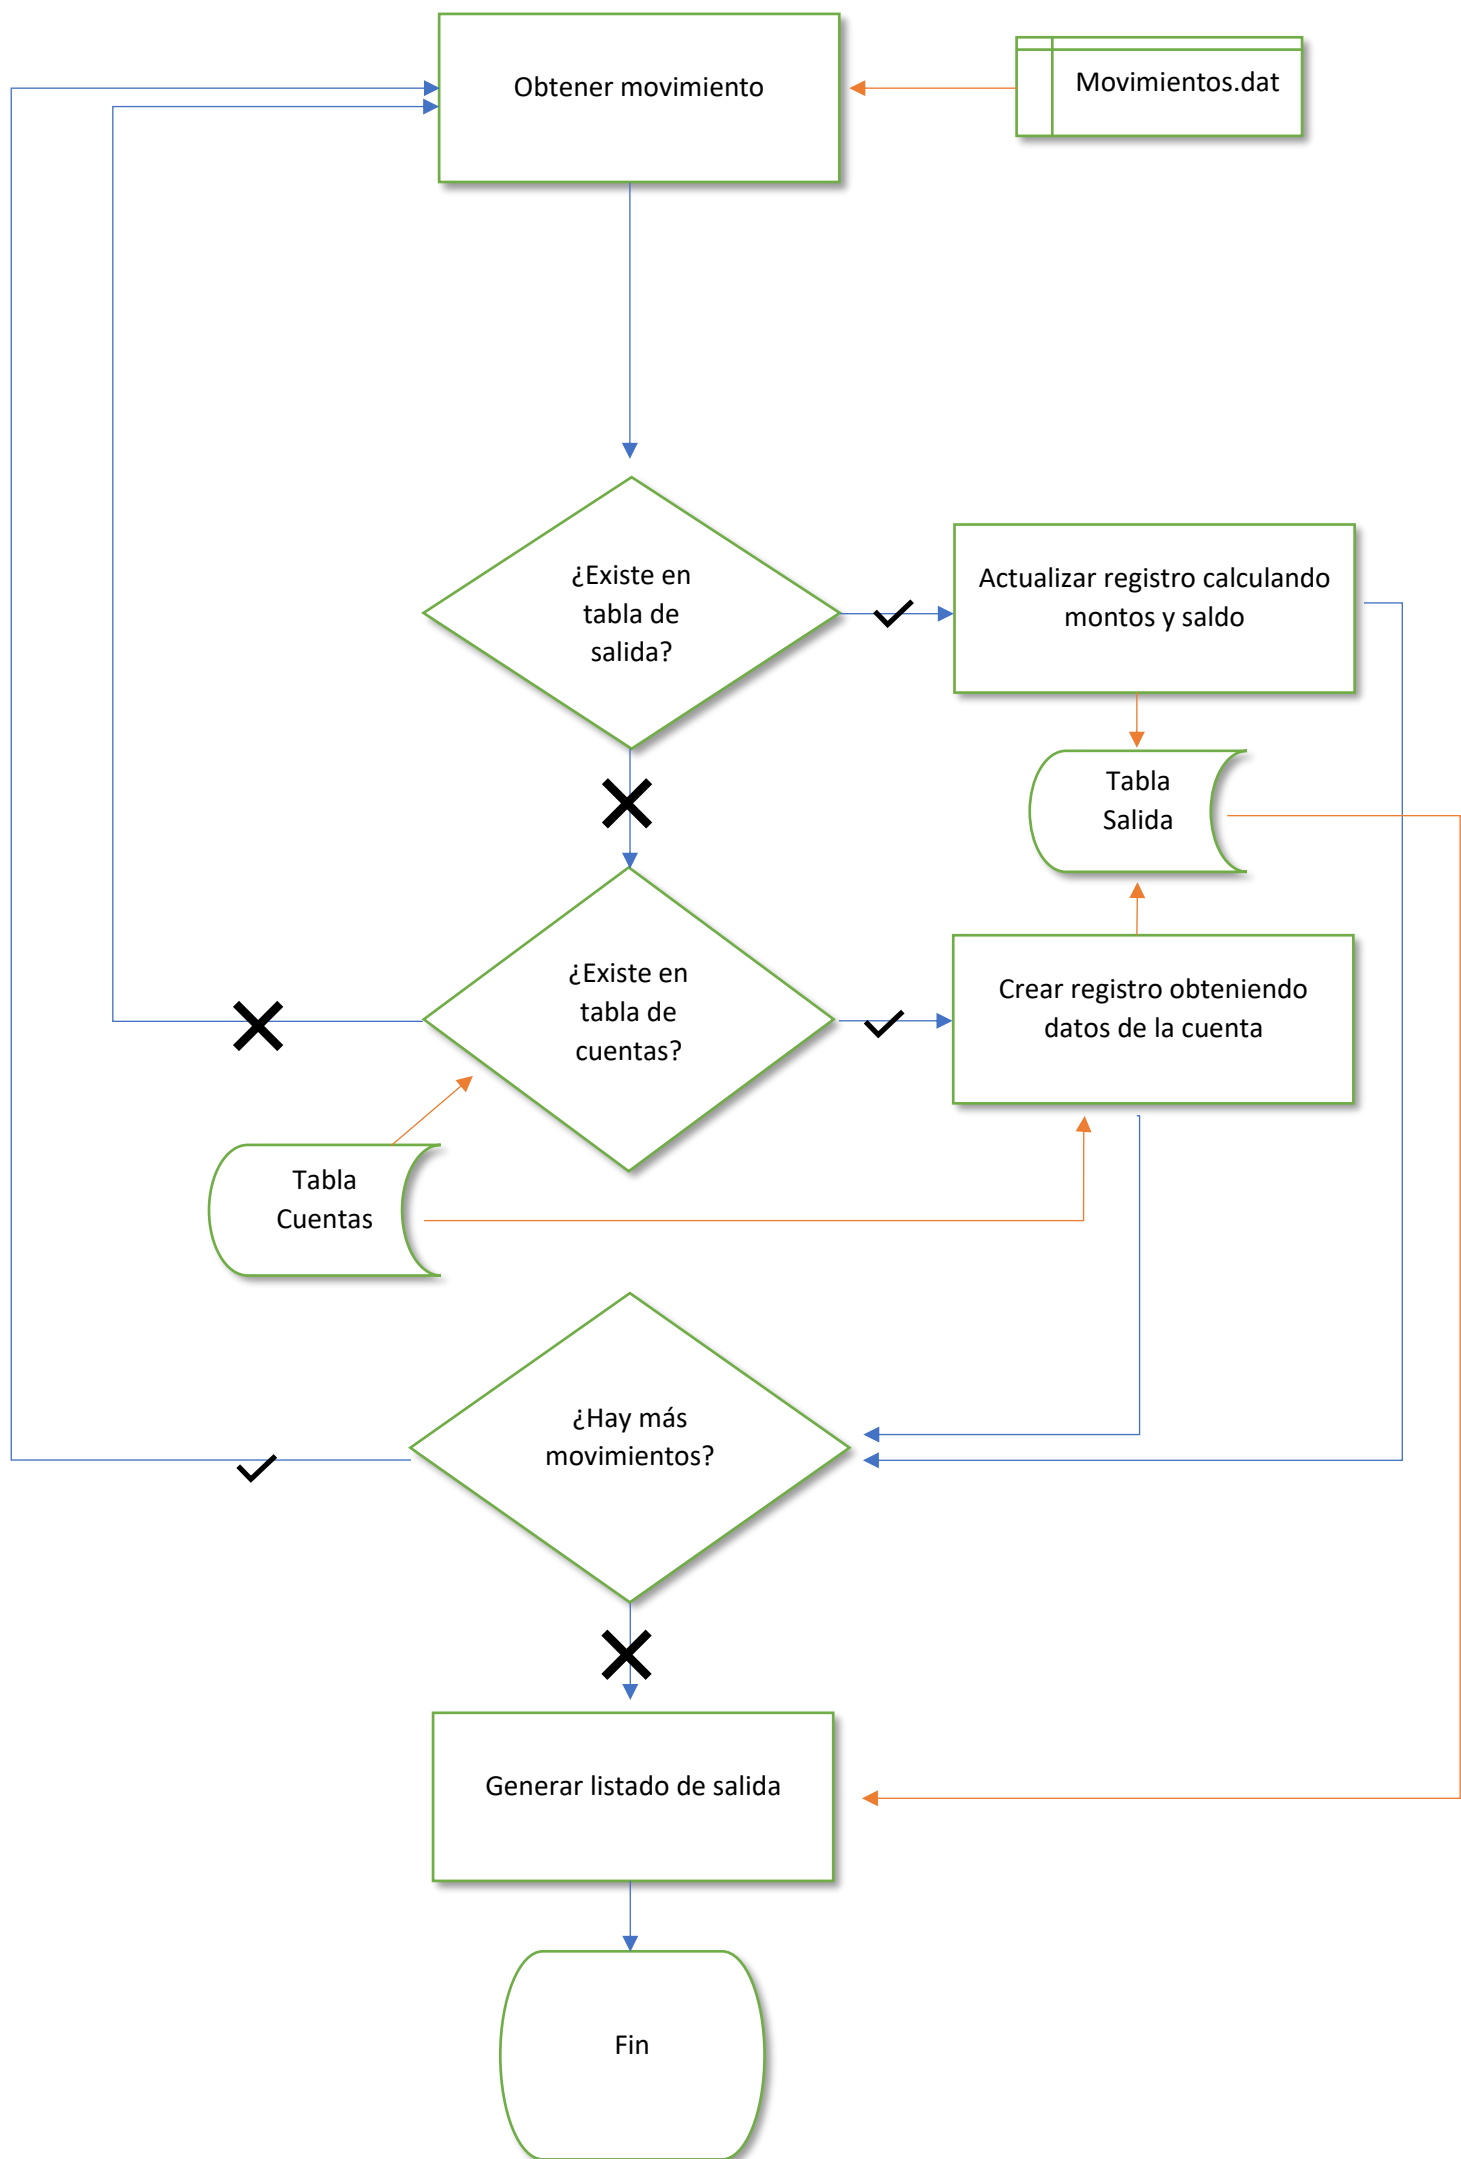 Obtener movimiento
Movimientos.dat
¿Existe en
tabla de
salida?
Actualizar registro calculando
montos y saldo
Tabla
Salida
¿Existe en
tabla de
cuentas?
Crear registro obteniendo
datos de la cuenta
Tabla
Cuentas
¿Hay más
movimientos?
Generar listado de salida
Fin